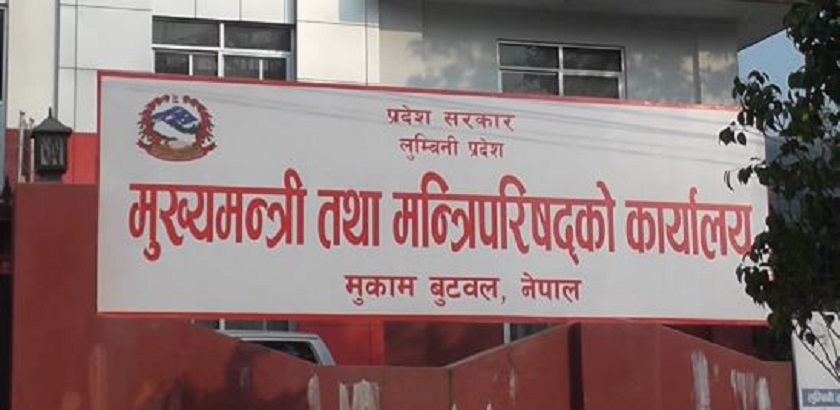 प्रदेश सरकार
लुम्बिनी प्रदेश
मुख्यमन्त्री तथा मन्त्रिपरिषद्को कार्यालय
मुकाम बुटवल, नेपाल